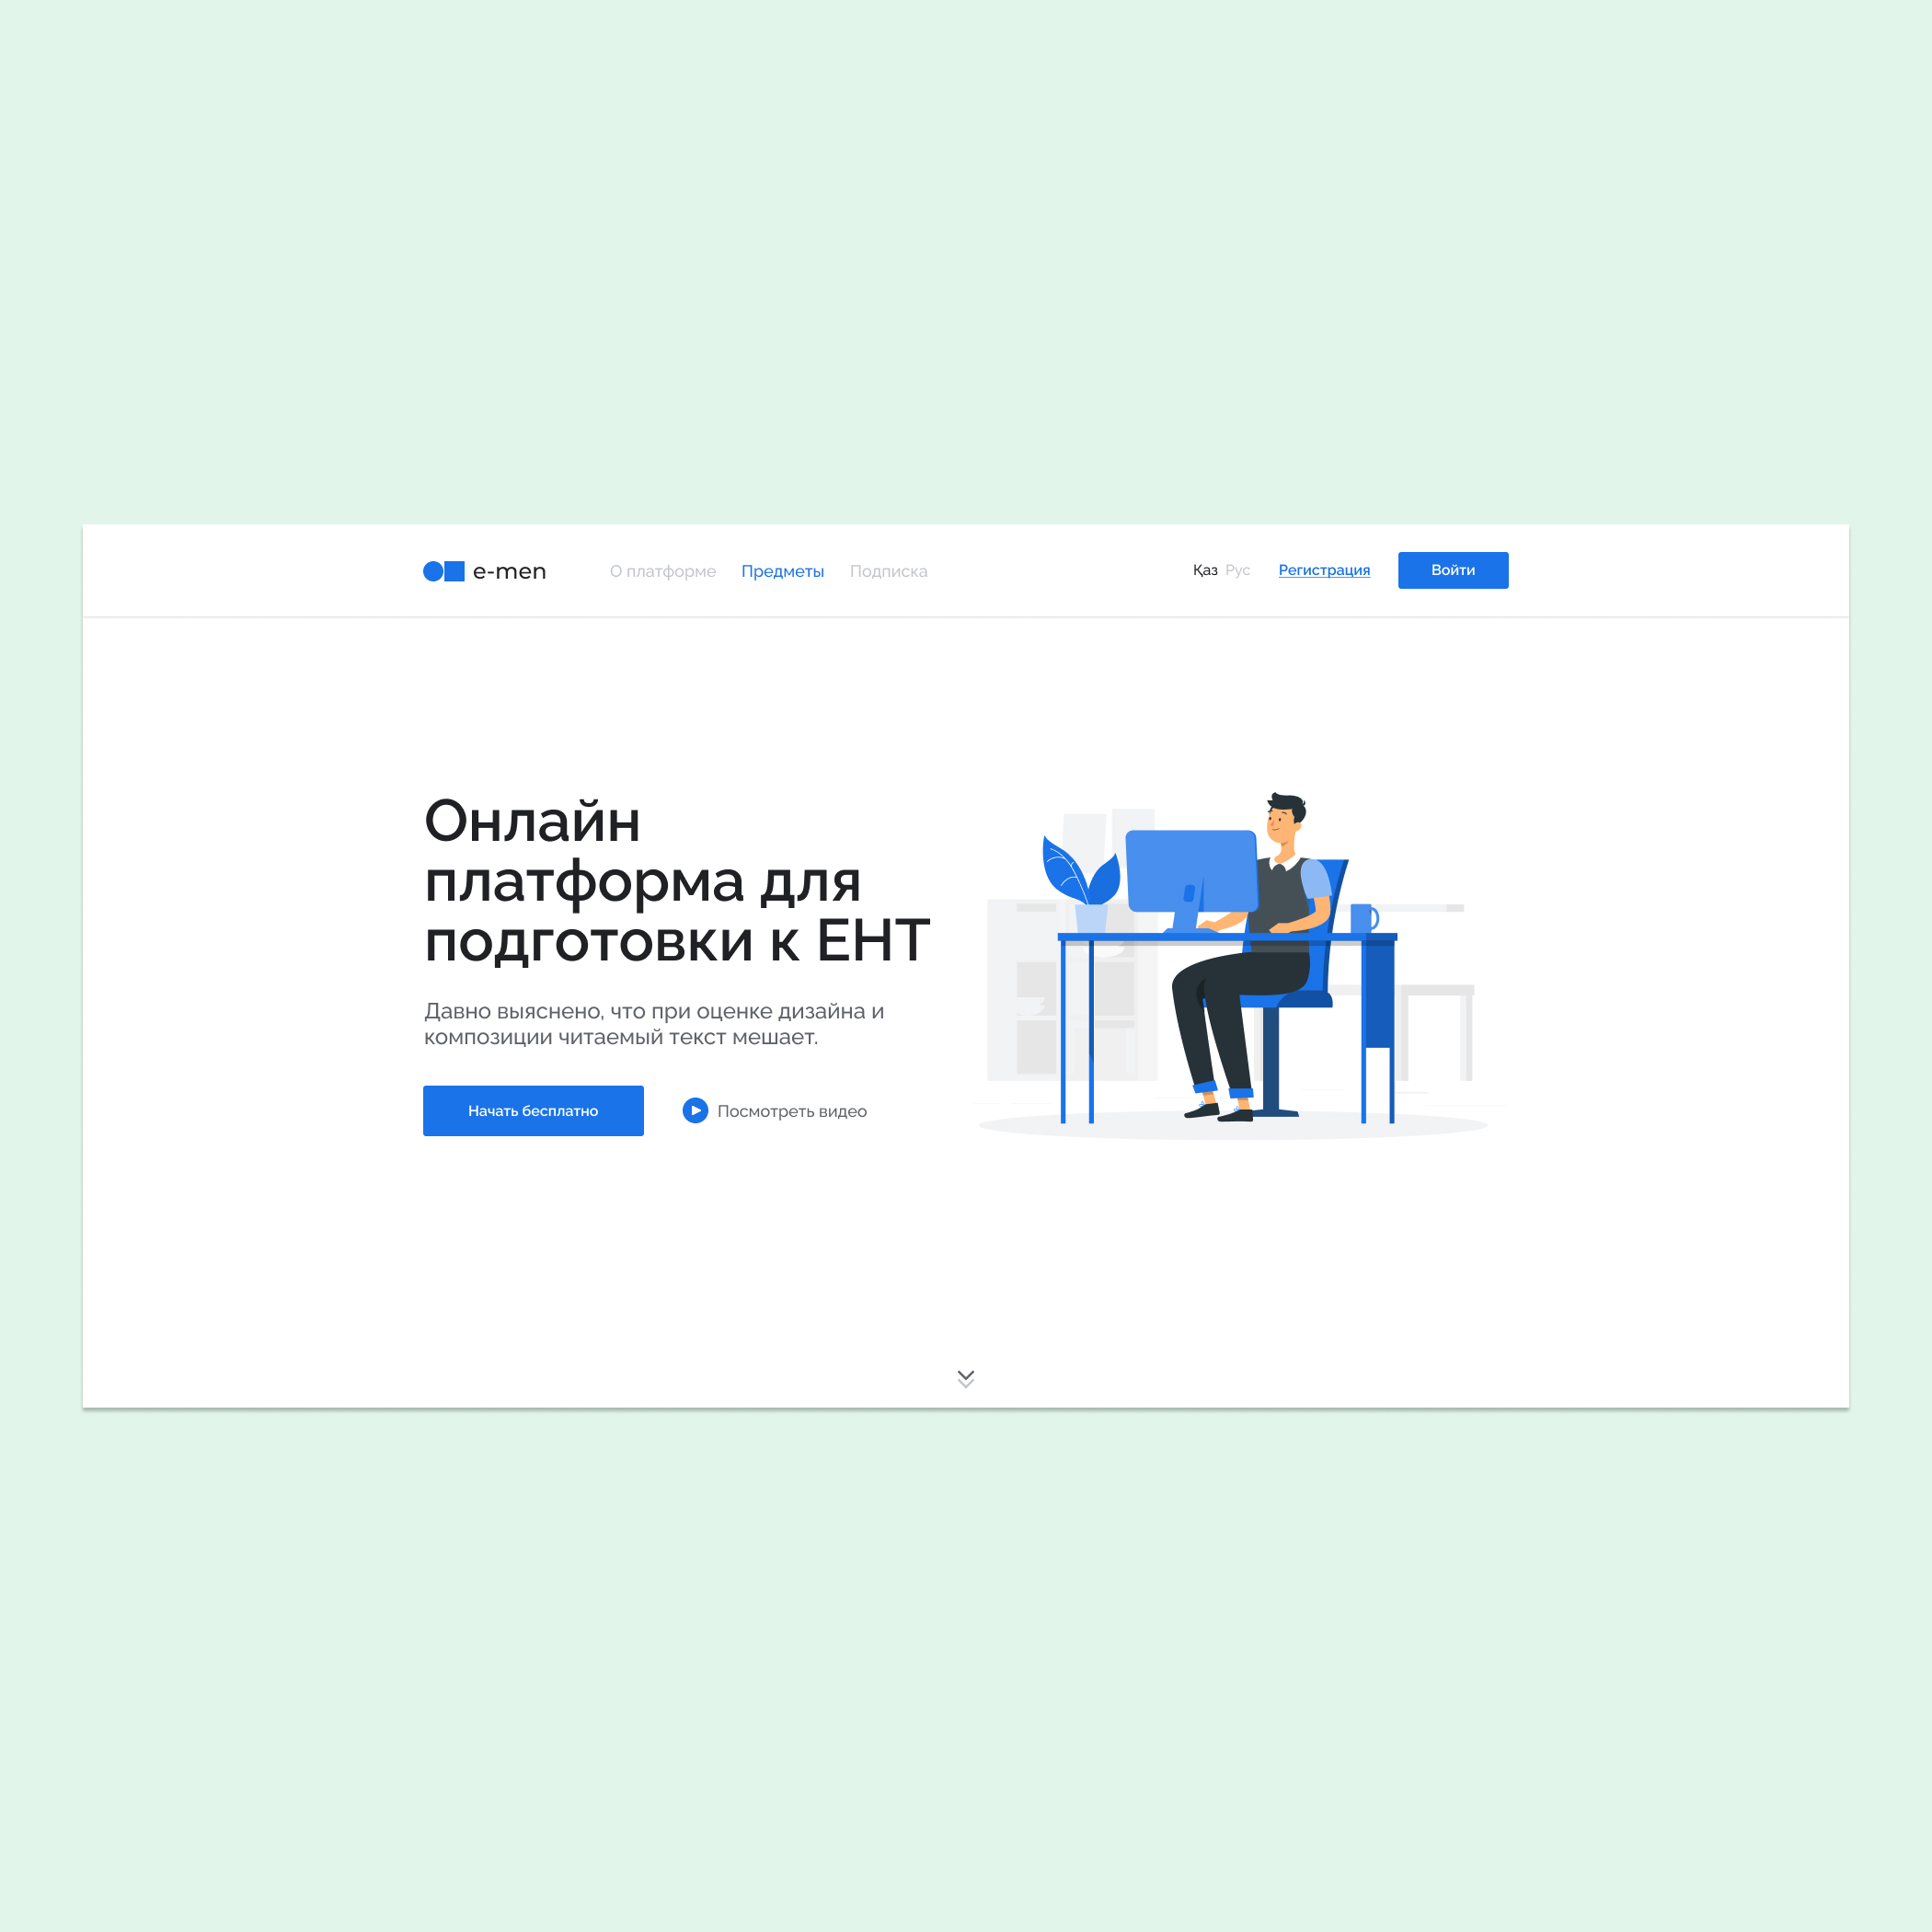 e-men
О платформе Предметы Подписка
Қаз Рус Регистрация Войти
Онлайн
платформа для
подготовки к ЕНТ
Давно выяснено, что при оценке дизайна и
композиции читаемый текст мешает.
Начать бесплатно
Посмотреть видео